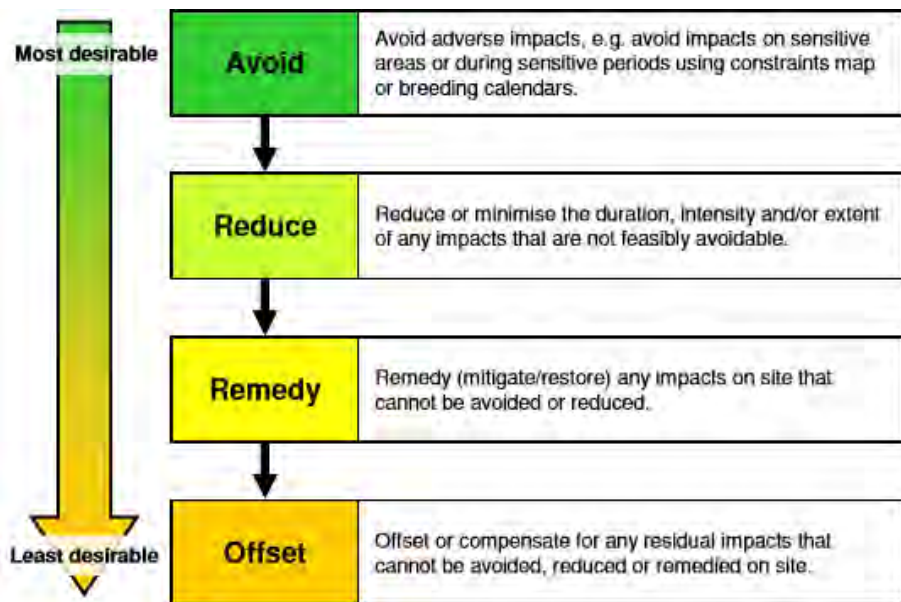 Most desirable
Avoid
Avoid adverse impacts, e.g. avoid impacts on sensitive
areas or during sensitive periods using constraints map
or breeding calendars.
Reduce
Reduce or minimise the duration, intensity and/or extent
of any impacts that are not feasibly avoidable.
Remedy
Remedy (mitigate/restore) any impacts on site that
cannot be avoided or reduced.
Least desirable
Offset
Offset or compensate for any residual impacts that
cannot be avoided, reduced or remedied on site.